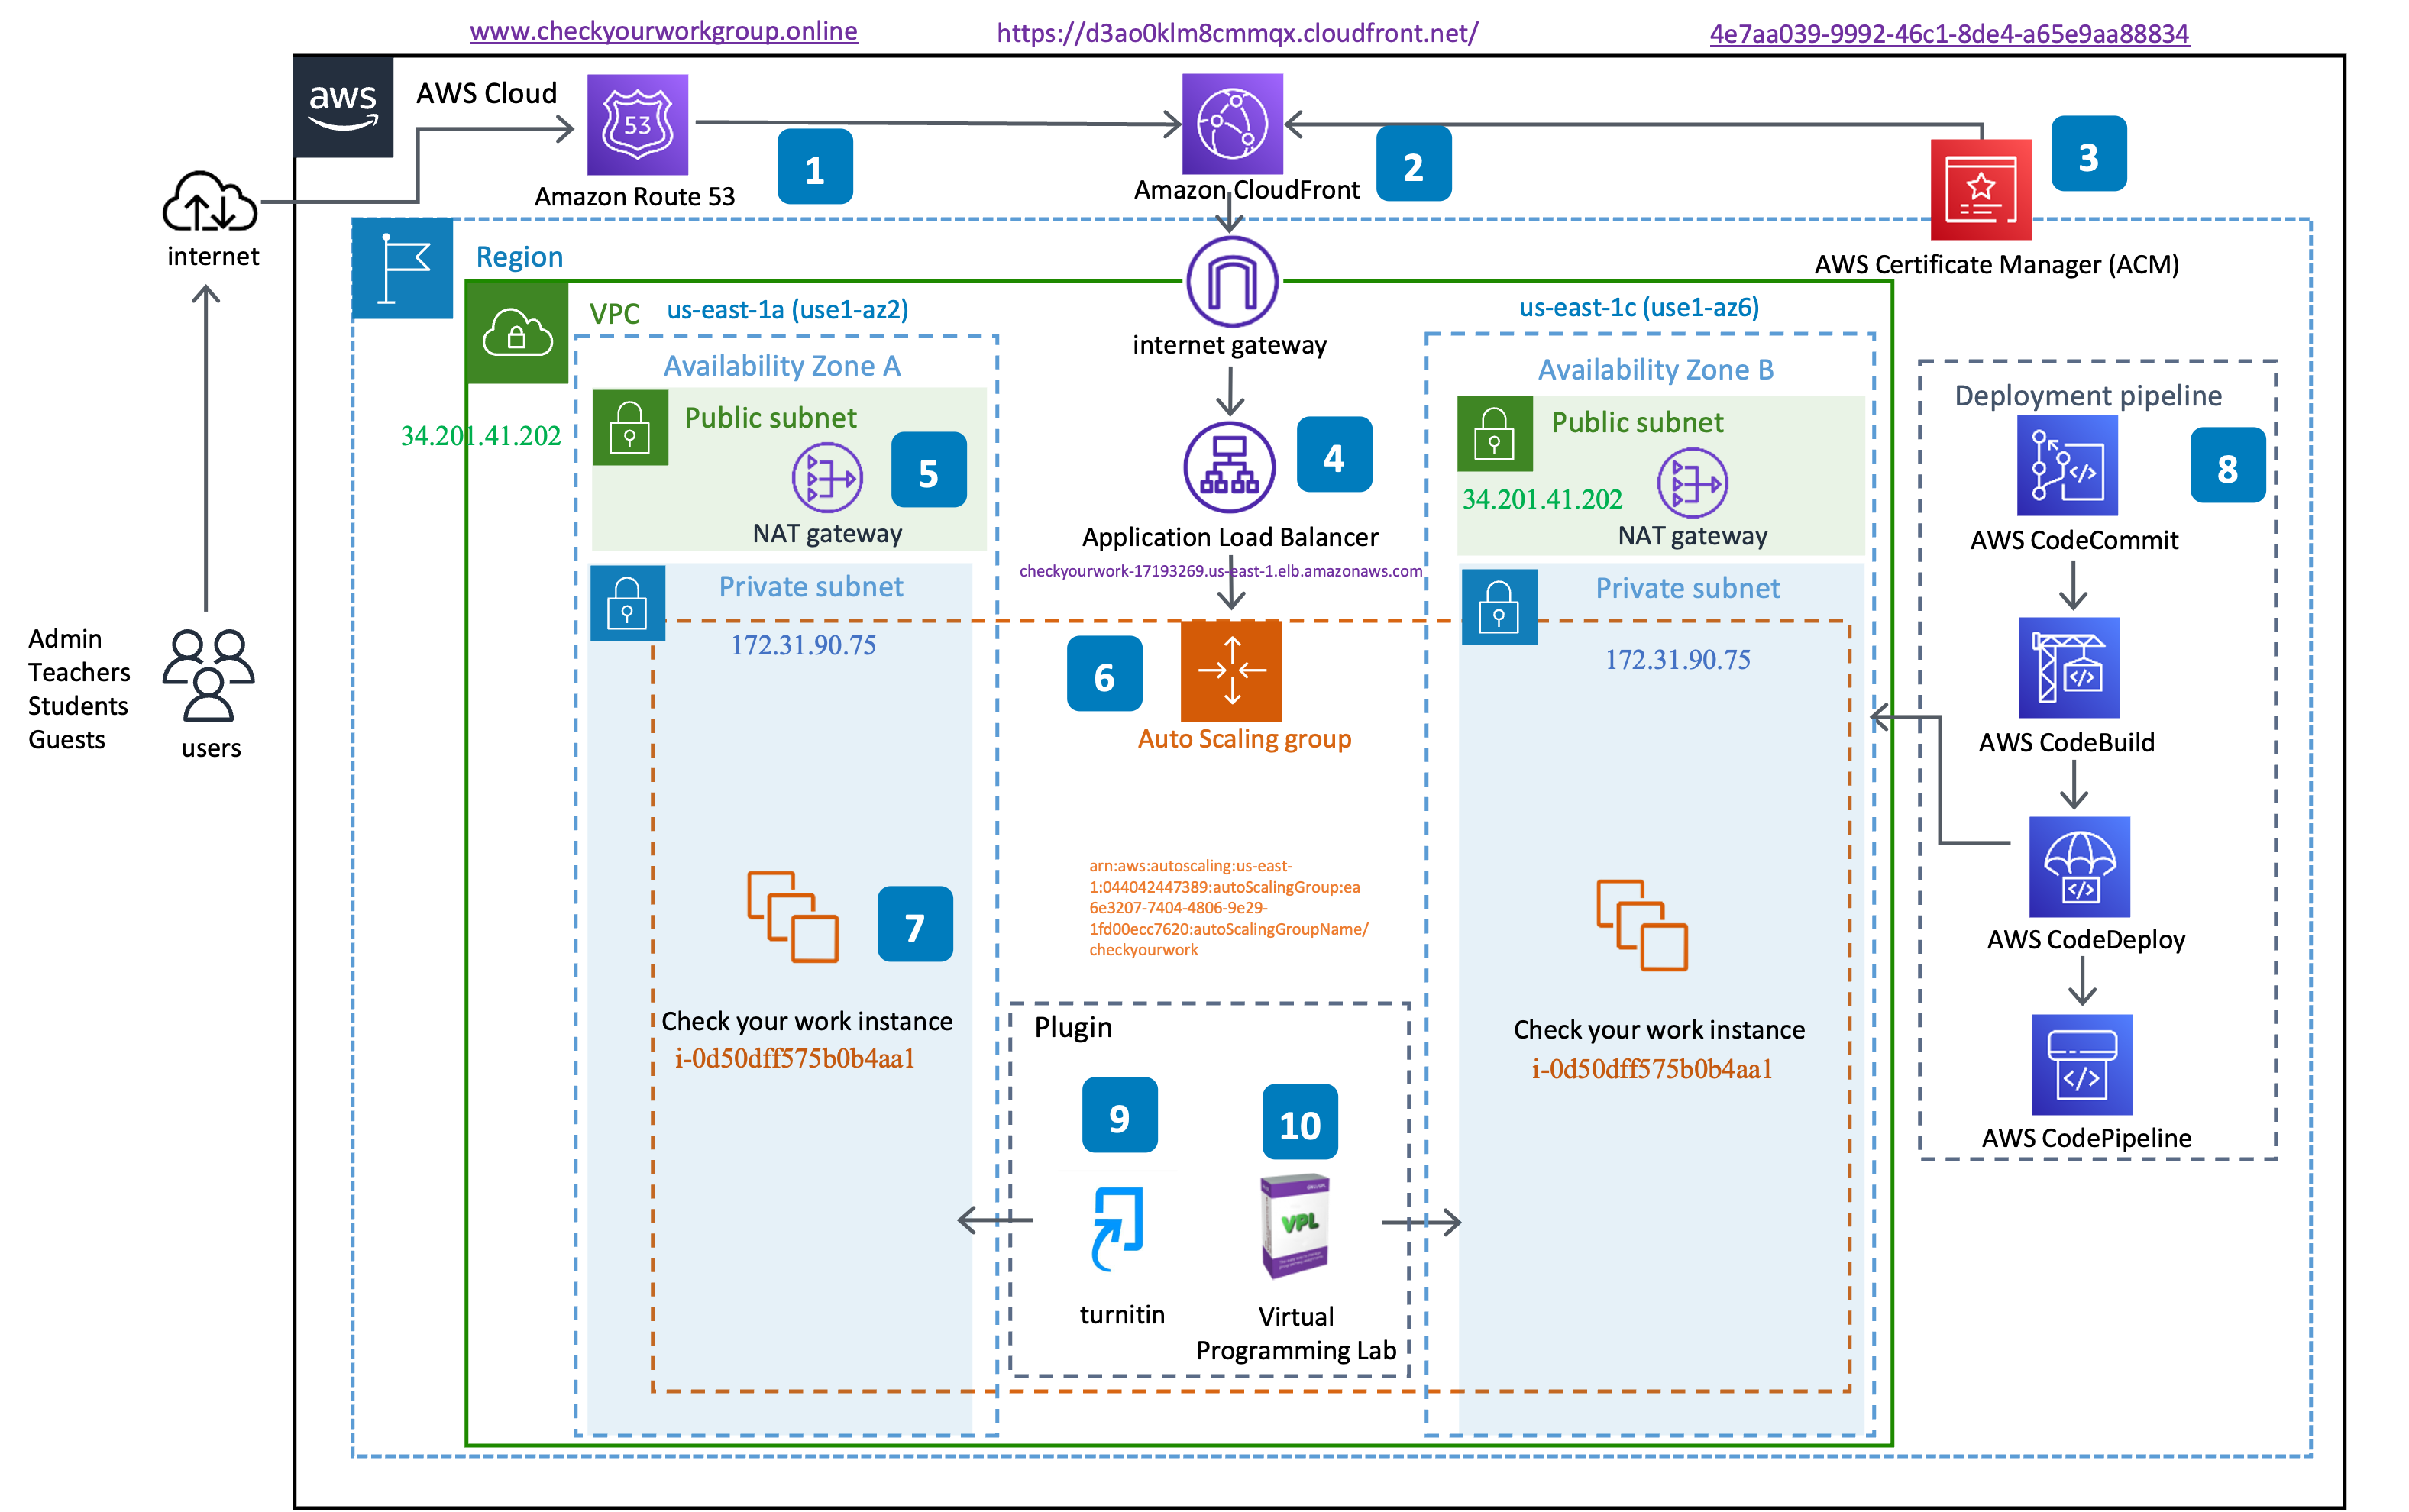 www.checkyourworkgroup.online
https://d3ao0klm8cmmqx.cloudfront.net/
4e7aa039-9992-46c1-8de4-a65e9aa88834
aws
AWS Cloud
53
Amazon Route 53
1
Amazon CloudFront
2
3
AWS Certificate Manager (ACM)
internet
Region
VPC
us-east-1a (use1-az2)
us-east-1c (use1-az6)
internet gateway
Availability Zone A
Availability Zone B
Public subnet
34.201.41.202
5
NAT gateway
4
Application Load Balancer
checkyourwork-17193269.us-east-1.elb.amazonaws.com
Public subnet
34.201.41.202
NAT gateway
Deployment pipeline
8
AWS CodeCommit
AWS CodeBuild
AWS CodeDeploy
AWS CodePipeline
Private subnet
172.31.90.75
Private subnet
172.31.90.75
6
Auto Scaling group
Admin
Teachers
Students
Guests
users
arn:aws:autoscaling:us-east-
1:044042447389:autoScalingGroup:ea
6e3207-7404-4806-9e29-
1fd00ecc7620:autoScalingGroupName/
checkyourwork
7
Check your work instance
i-0d50dff575b0b4aa1
Check your work instance
i-0d50dff575b0b4aa1
Plugin
9
10
VPL
turnitin
Virtual
Programming Lab